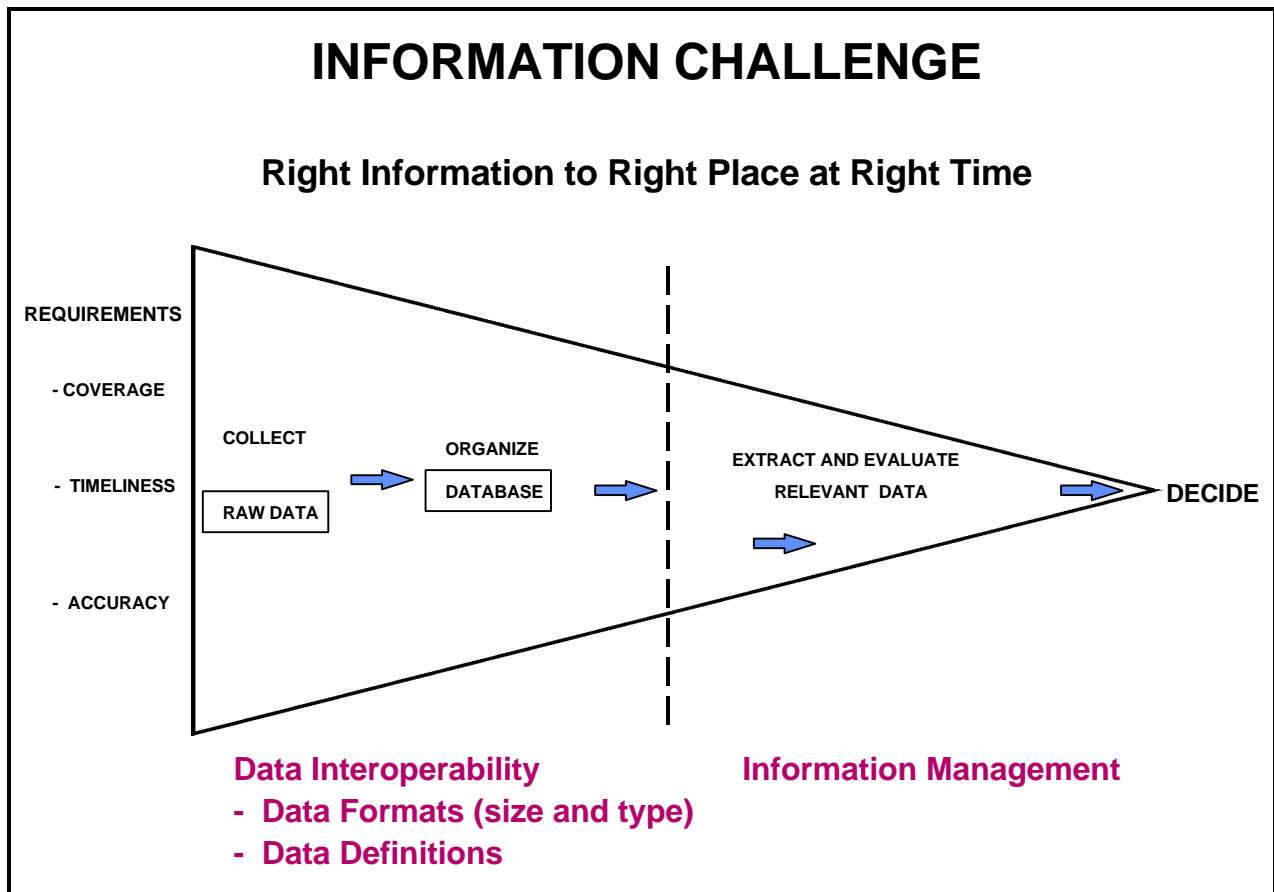 INFORMATION CHALLENGE
Right Information to Right Place at Right Time
REQUIREMENTS
- COVERAGE
- TIMELINESS
- ACCURACY
COLLECT
RAW DATA
ORGANIZE
DATABASE
EXTRACT AND EVALUATE
RELEVANT DATA
DECIDE
Data Interoperability
- Data Formats (size and type)
- Data Definitions
Information Management